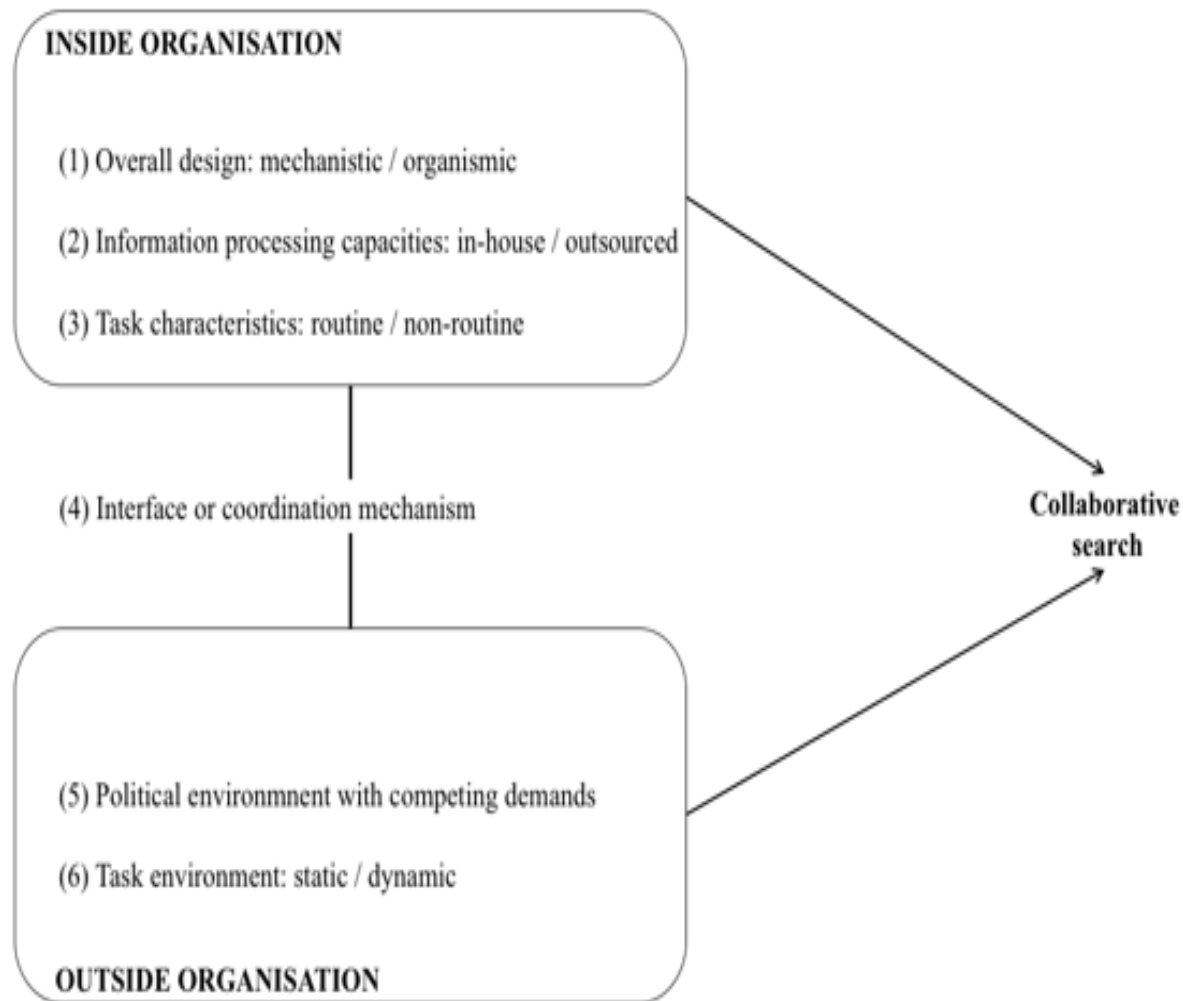 INSIDE ORGANISATION
(1) Overall design: mechanistic / organismic
(2) Information processing capacities: in-house / outsourced
(3) Task characteristics: routine / non-routine
(4) Interface or coordination mechanism
Collaborative
search
(5) Political environmnent with competing demands
(6) Task environment: static / dynamic
OUTSIDE ORGANISATION